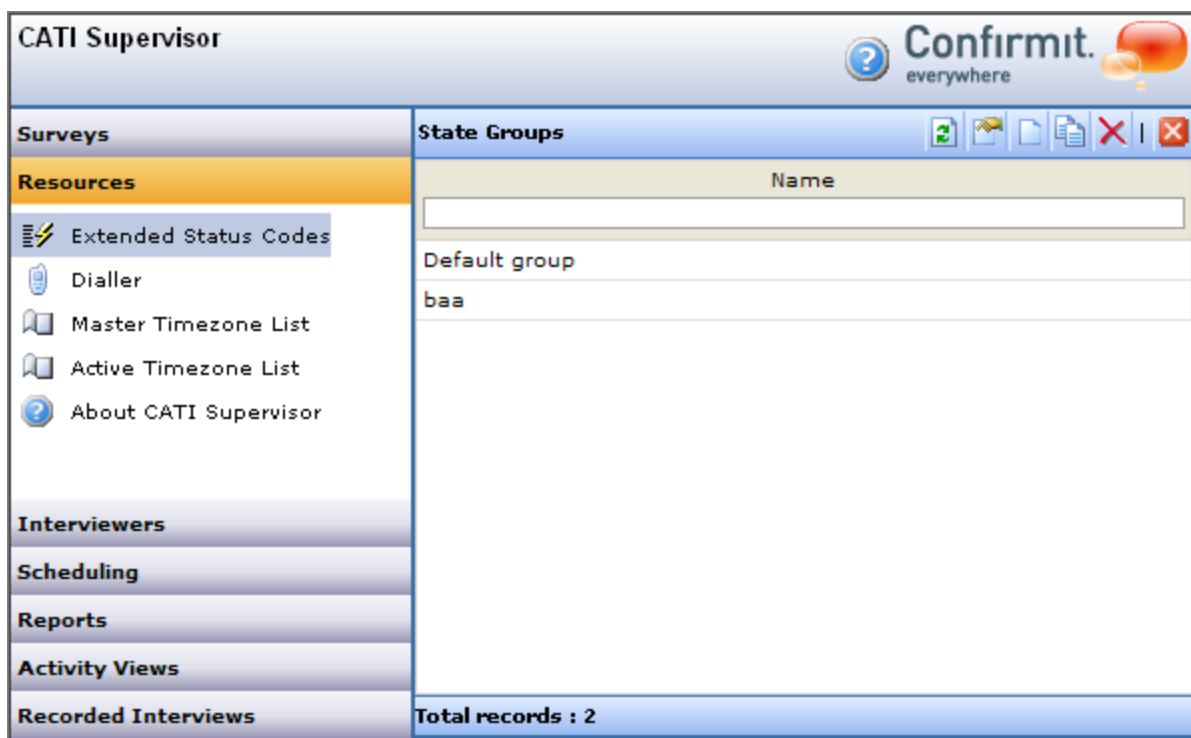 CATI Supervisor
Confirmit.
everywhere
Surveys
Resources
Extended Status Codes
Dialler
Master Timezone List
Active Timezone List
About CATI Supervisor
Interviewers
Scheduling
Reports
Activity Views
Recorded Interviews
State Groups
Name
Default group
baa
Total records : 2